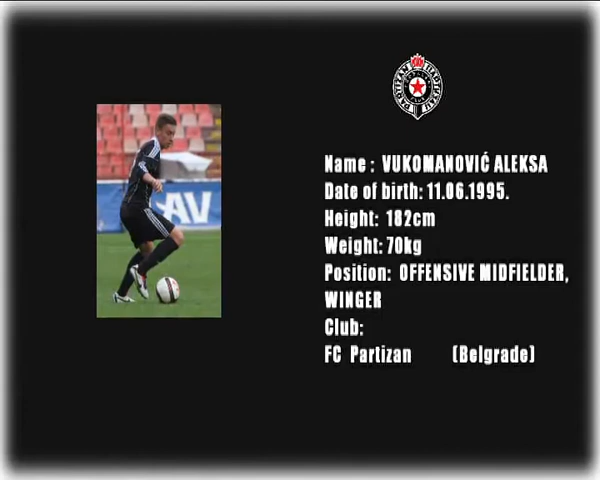 Name : VUKOMANOVIĆ ALEKSA
Date of birth: 11.06.1995.
Height: 182cm
Weight: 70kg
Position: OFFENSIVE MIDFIELDER,
WINGER
Club:
FC Partizan (Belgrade)
AV